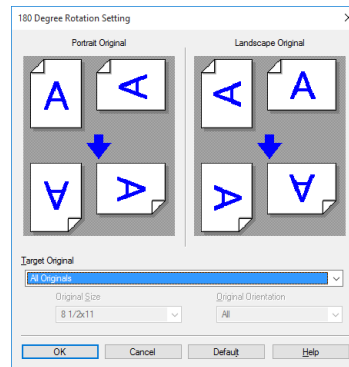 180 Degree Rotation Setting
Portrait Original
Landscape Original
A A
A A
A A
A A
Target Original
All Originals
Original Size
Original Orientation
8 1/2x11
All
OK
Cancel
Default
Help